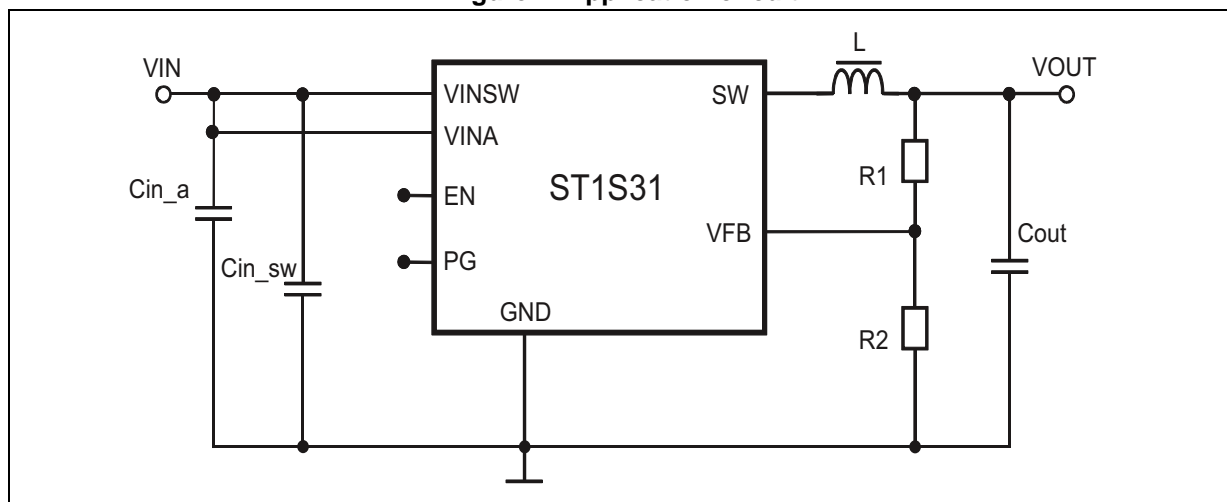 VIN
VINSW
VINA
EN
PG
GND
ST1S31
SW
VFB
L
VOUT
R1
R2
Cout
Cin_a
Cin_sw